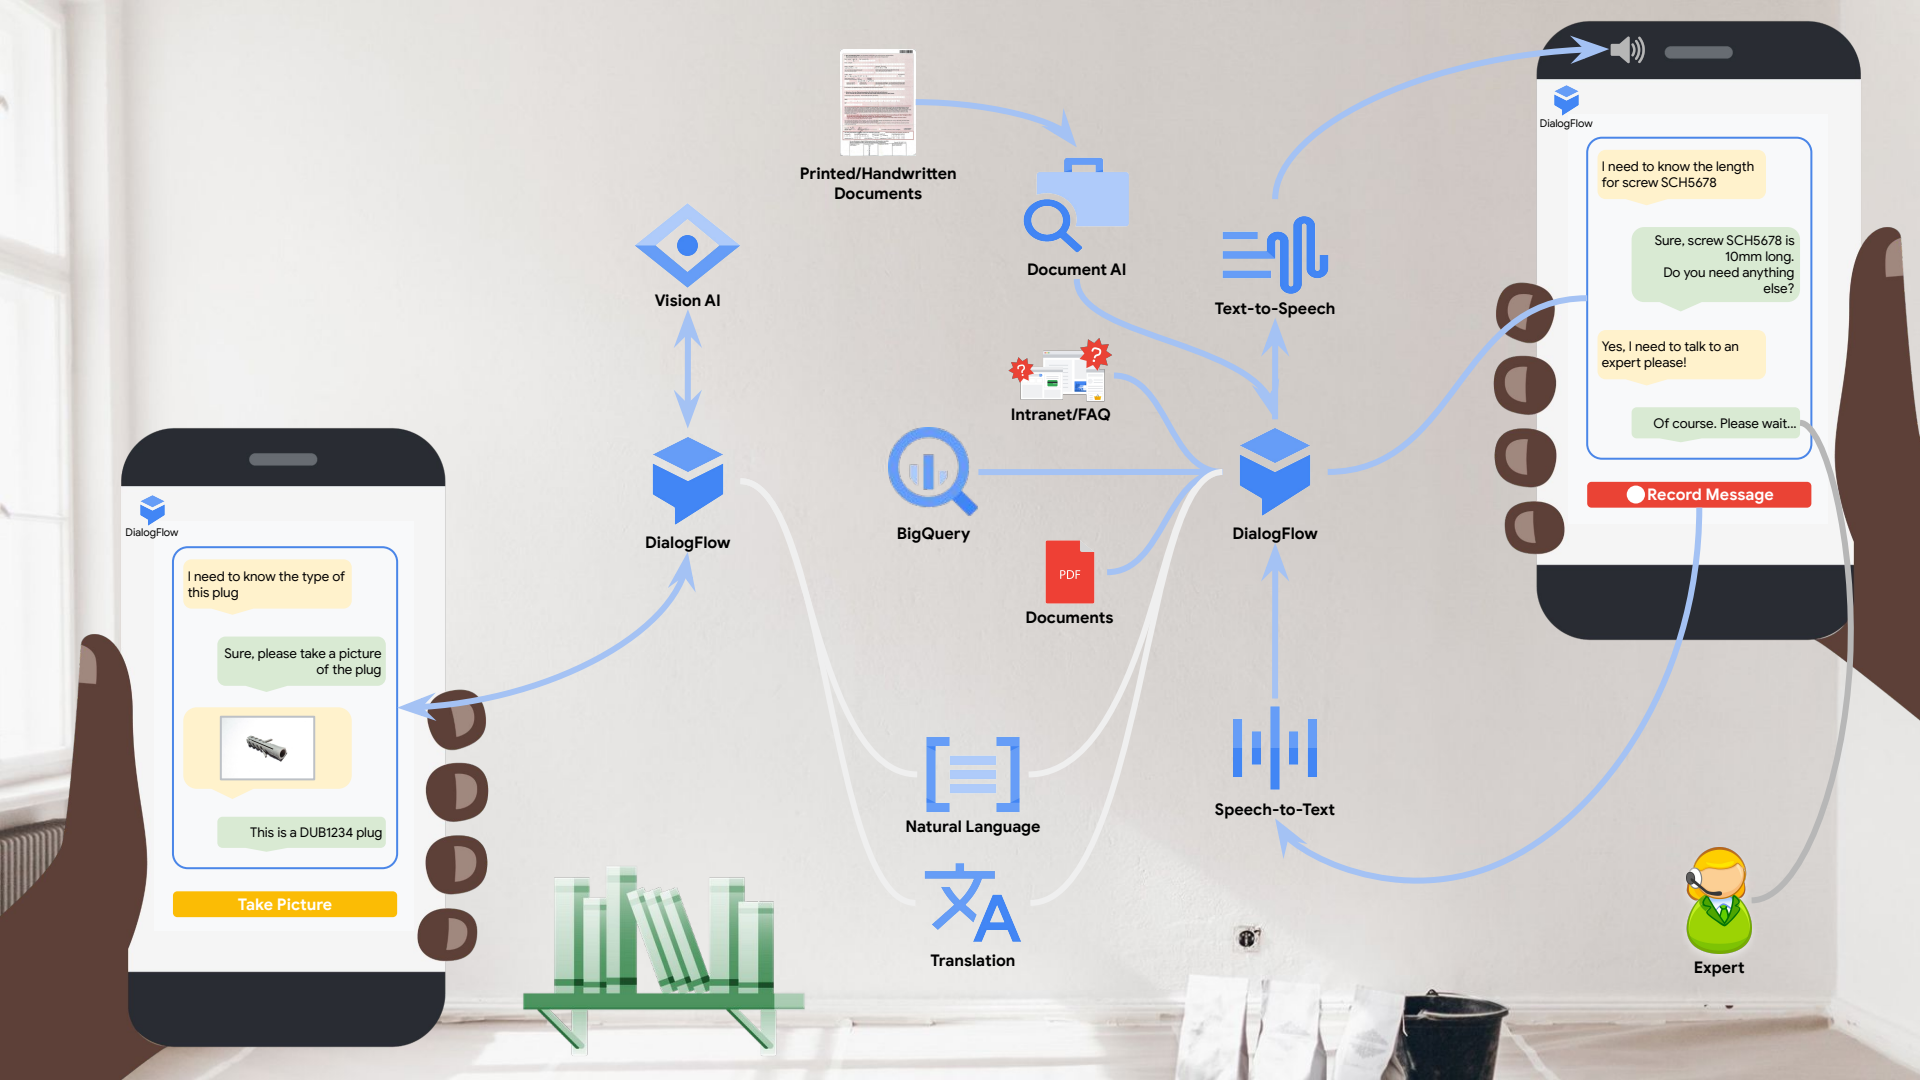 Printed/Handwritten
Documents
Document AI
Vision AI
Text-to-Speech
Intranet/FAQ
?
?
BigQuery
DialogFlow
DialogFlow
PDF
Documents
Natural Language
Speech-to-Text
文A
Translation
Expert
DialogFlow
I need to know the type of
this plug
Sure, please take a picture
of the plug
This is a DUB1234 plug
Take Picture
DialogFlow
I need to know the length
for screw SCH5678
Sure, screw SCH5678 is
10mm long.
Do you need anything
else?
Yes, I need to talk to an
expert please!
Of course. Please wait...
Record Message